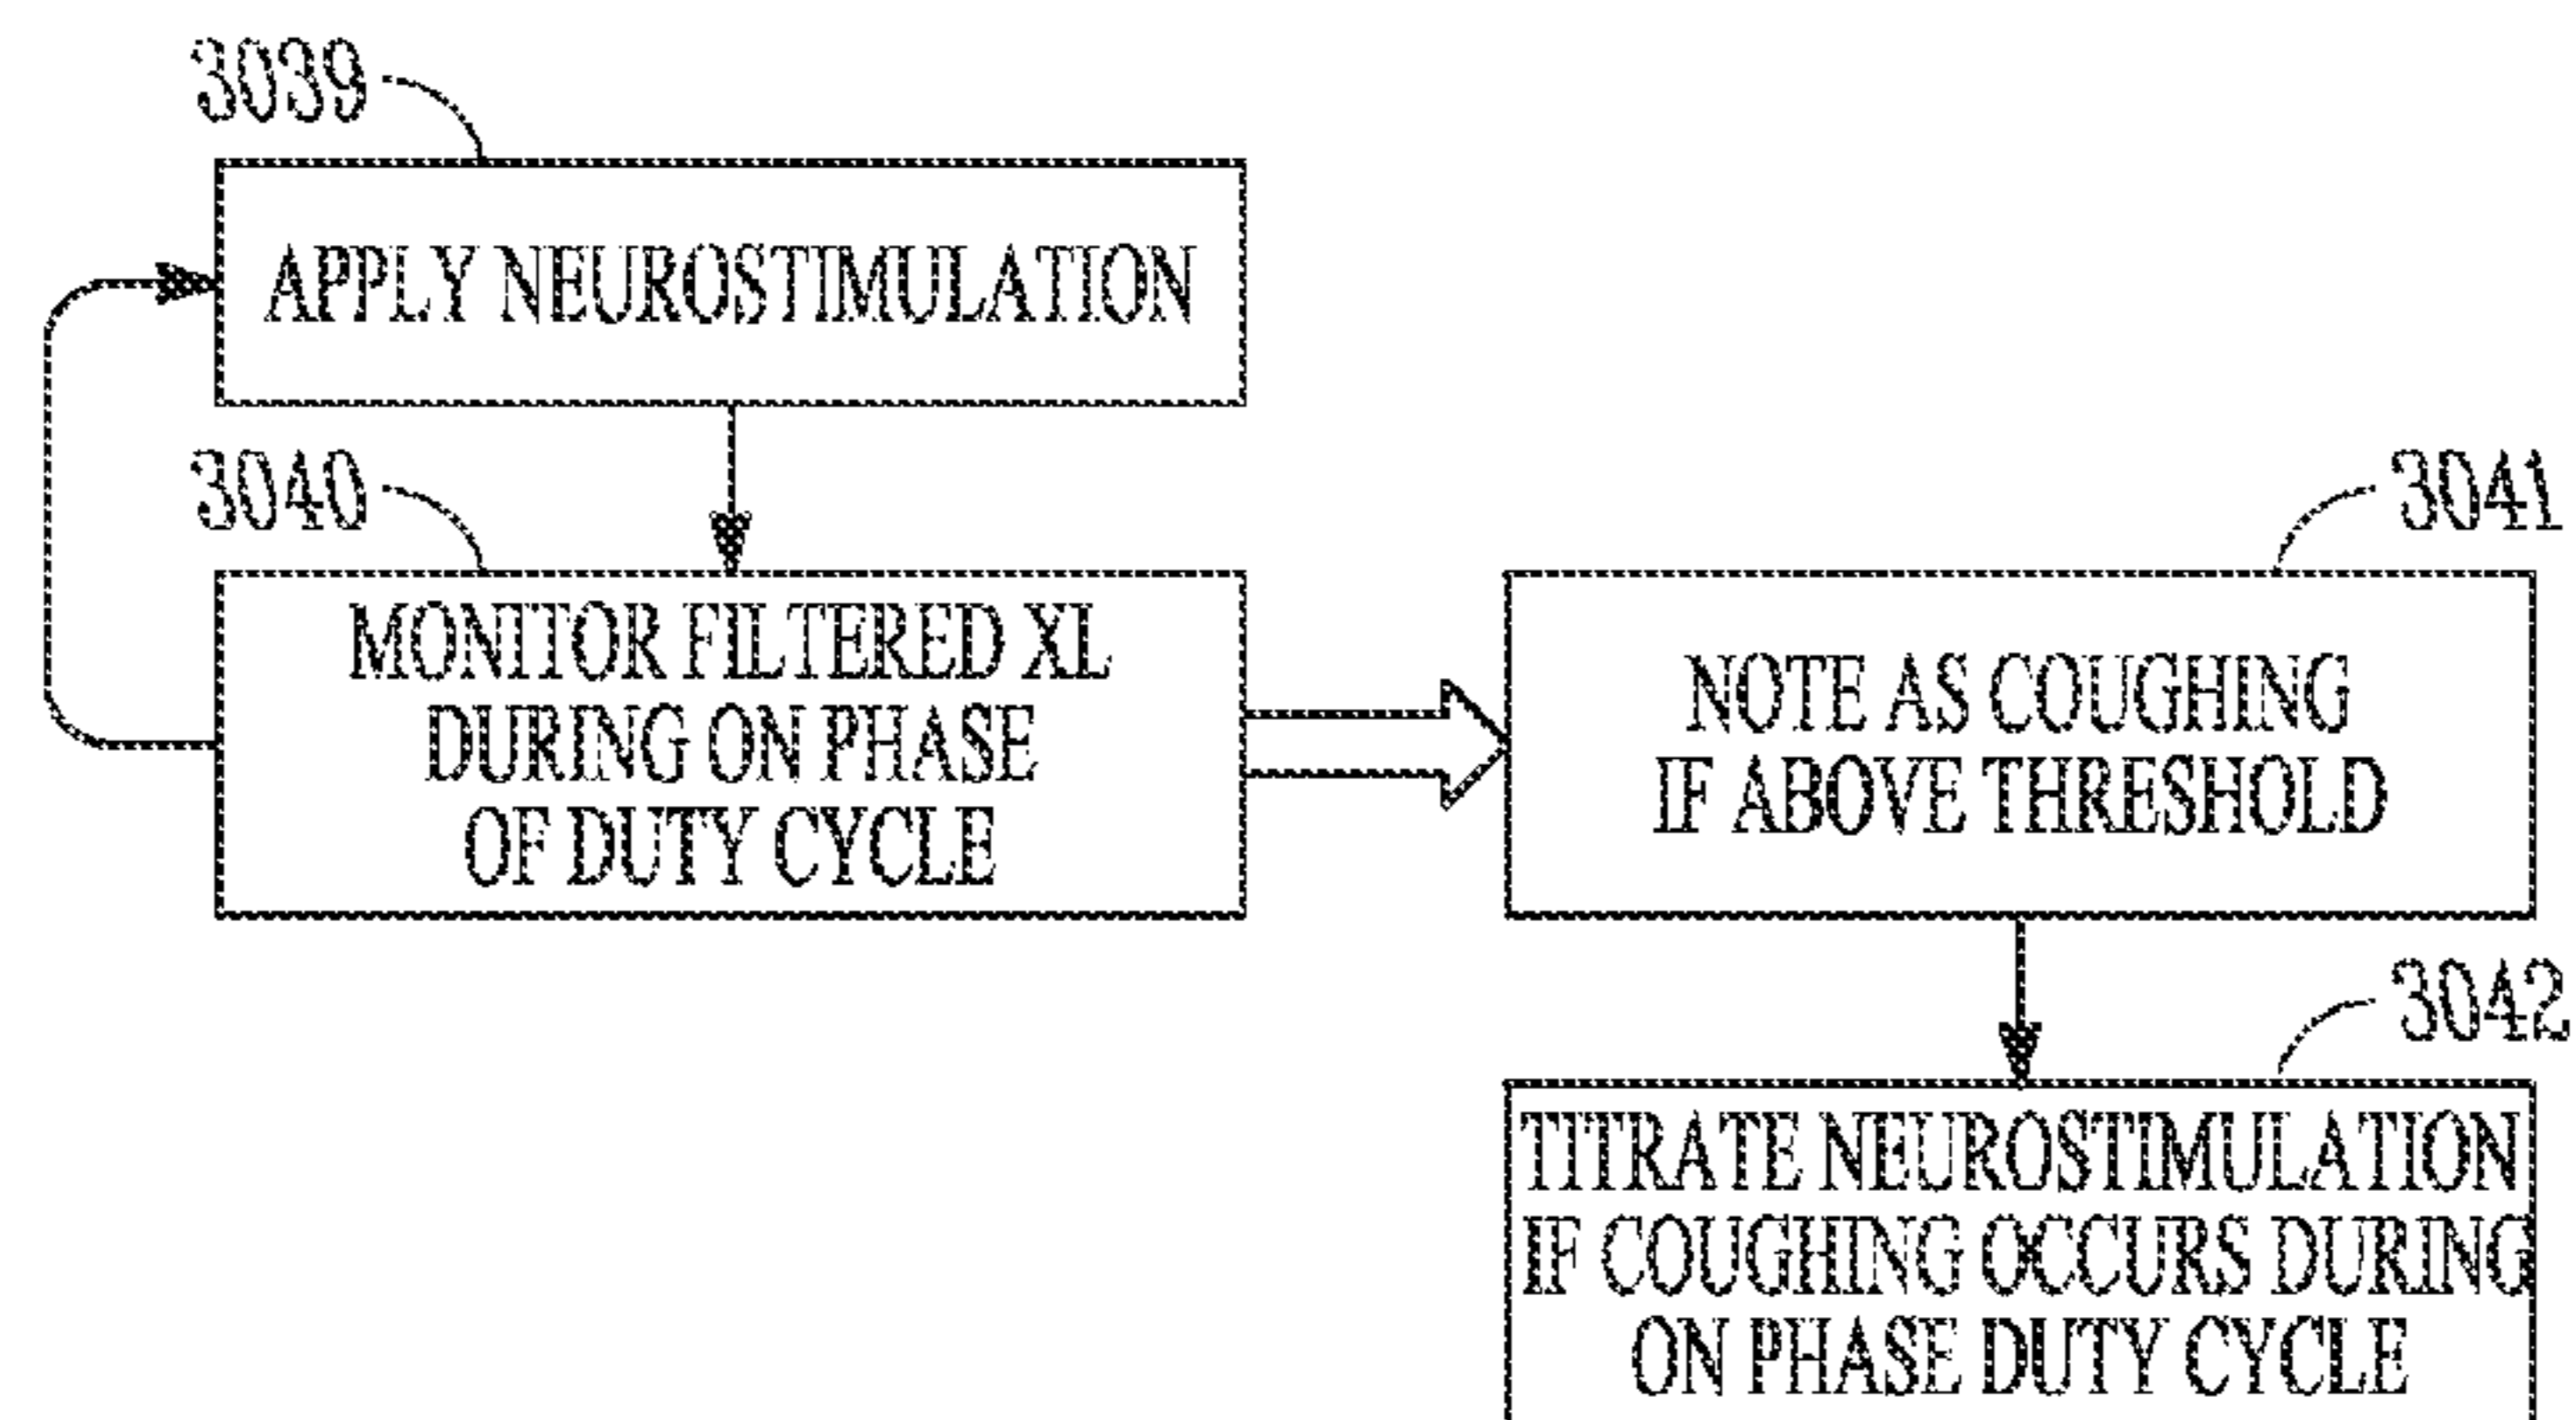 3039
APPLY NEUROSTIMULATION
3040
MONITOR FILTERED XL
DURING ON PHASE
OF DUTY CYCLE
3041
NOTE AS COUGHING
IF ABOVE THRESHOLD
3042
TITRATE NEUROSTIMULATION
IF COUGHING OCCURS DURING
ON PHASE DUTY CYCLE